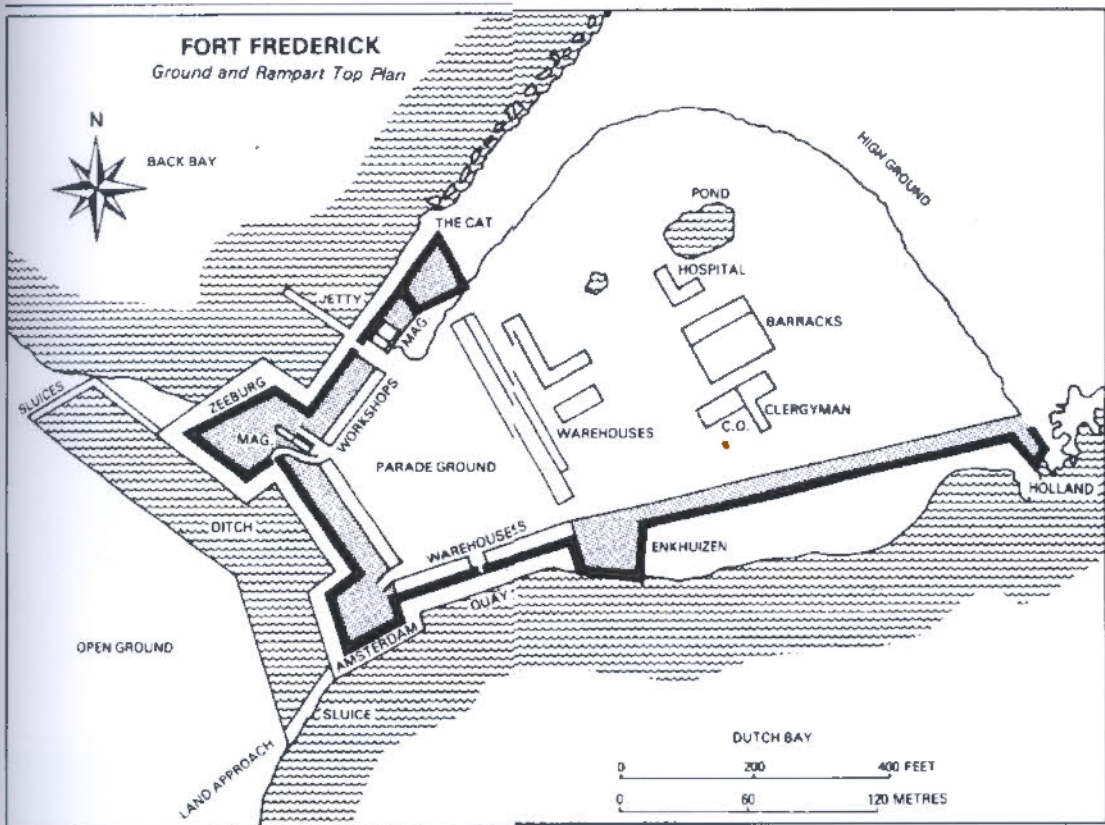 FORT FREDERICK
Ground and Rampart Top Plan
N
BACK BAY
HIGH GROUND
POND
THE CAT
HOSPITAL
JETTY
MAG.
BARRACKS
SLUICES
ZEEBURG
WORKSHOPS
CLERGYMAN
C.O.
MAG.
WAREHOUSES
PARADE GROUND
HOLLAND
DITCH
WAREHOUSES
ENKHUIZEN
QUAY
AMSTERDAM
OPEN GROUND
SLUICE
LAND APPROACH
DUTCH BAY
0 200 400 FEET
0 60 120 METRES